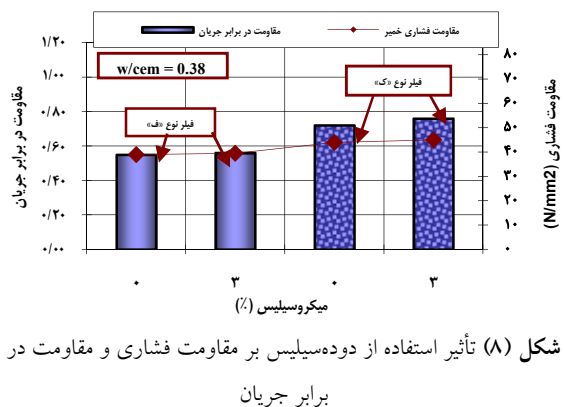 مقاومت در برابر جریان
مقاومت فشاری خمیر
w/cem = 0.38
فیلر نوع «ف»
فیلر نوع «ک»
مقاومت در برابر جریان
۱/۲۰
۱/۰۰
۰/۸۰
۰/۶۰
۰/۴۰
۰/۲۰
۰/۰۰
مقاومت فشاری (N/mm2)
۸۰
۷۰
۶۰
۵۰
۴۰
۳۰
۲۰
۱۰
۰
۰ ۳ ۰ ۳
میکروسیلیس (٪)
شکل (۸) تأثیر استفاده از دوده‌سیلیس بر مقاومت فشاری و مقاومت در
برابر جریان